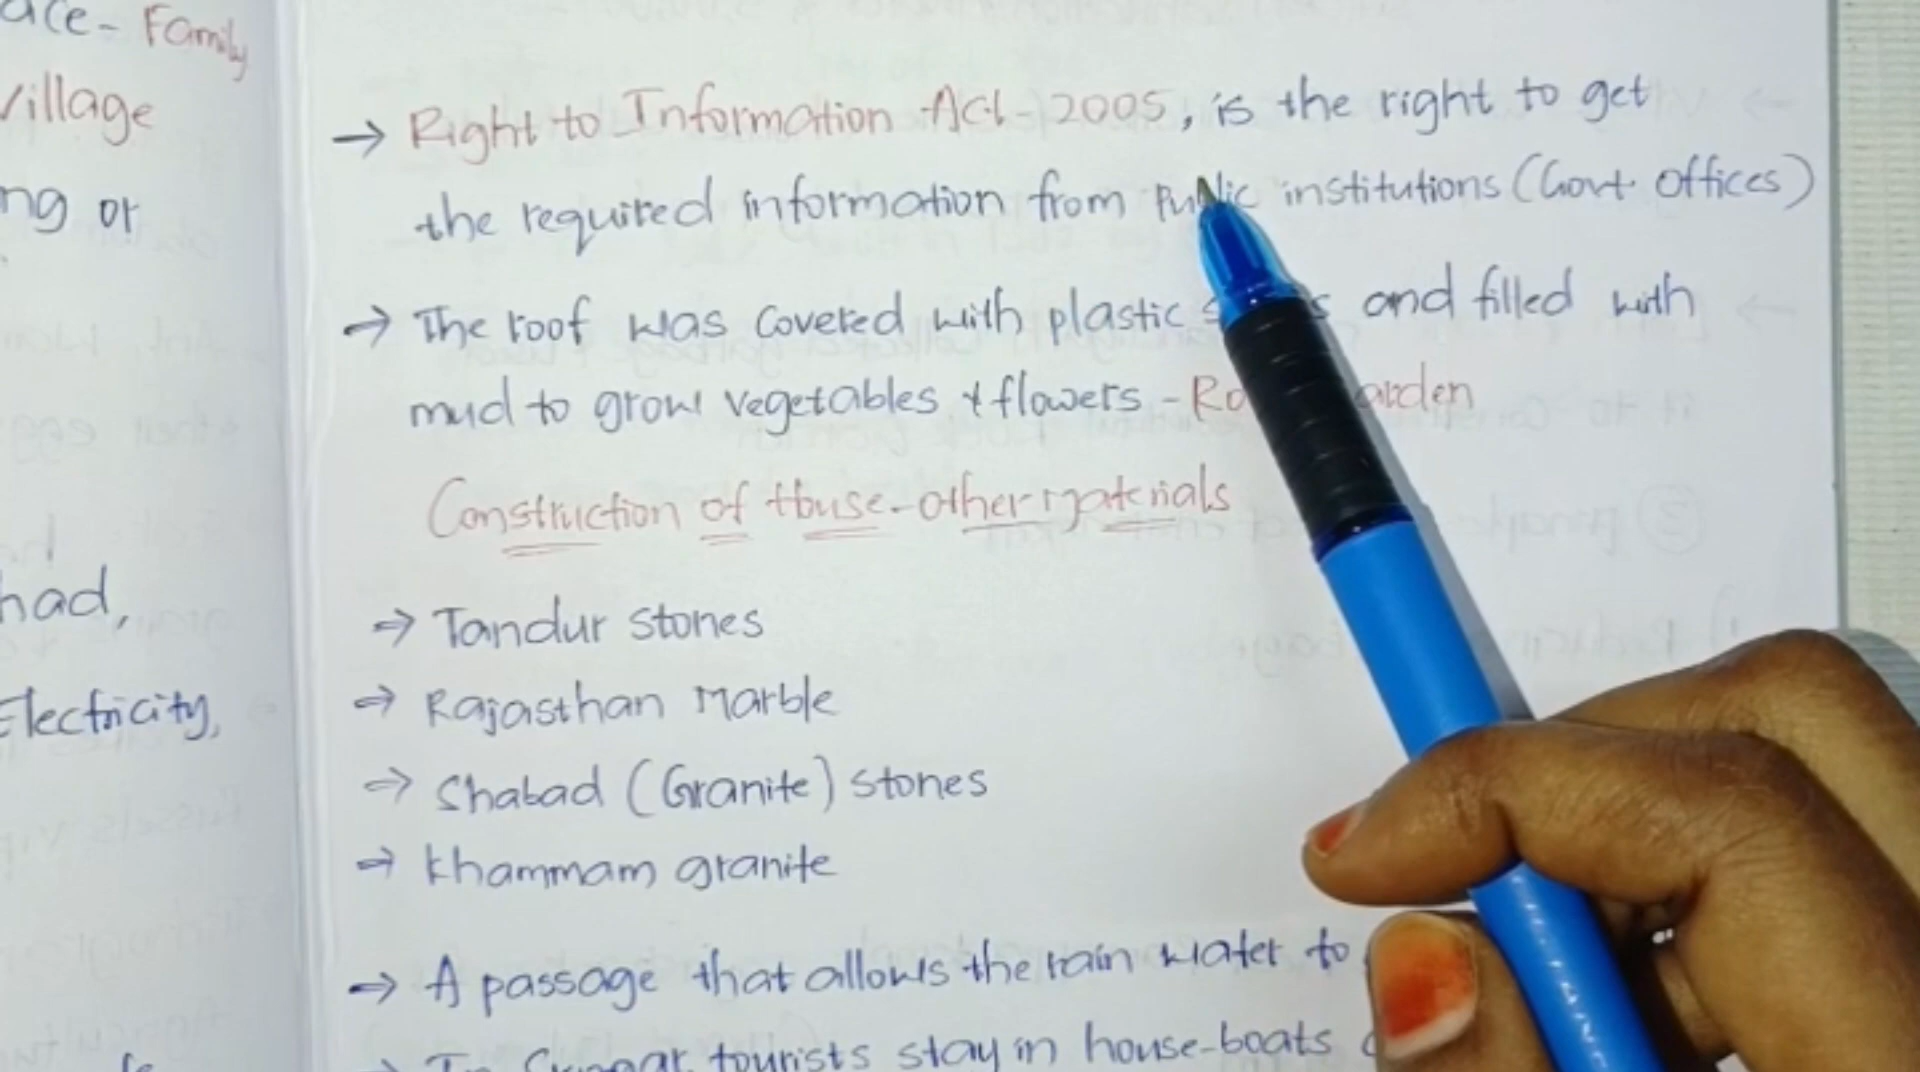 ace - Family
village
ng or
had,
Electricity,
→ Right to Information Act - 2005, is the right to get
the required information from Public institutions (Govt. Offices)
→ The roof was covered with plastic and filled with
mud to grow vegetables & flowers - Ro arden
Construction of House - other materials
→ Tandur stones
→ Rajasthan Marble
→ Shabad (Granite) stones
→ Khammam granite
→ A passage that allows the rain water to
tourists stay in house-boats